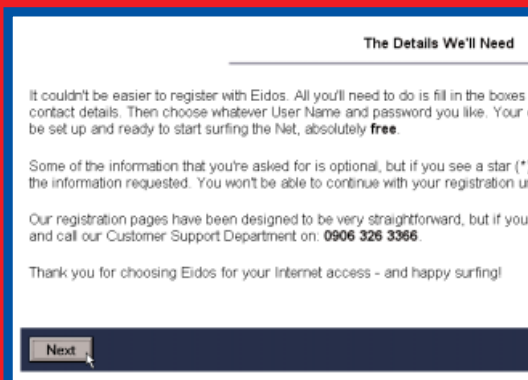 The Details We'll Need
It couldn't be easier to register with Eidos. All you'll need to do is fill in the boxes
contact details. Then choose whatever User Name and password you like. Your
be set up and ready to start surfing the Net, absolutely free.
Some of the information that you're asked for is optional, but if you see a star (*)
the information requested. You won't be able to continue with your registration
Our registration pages have been designed to be very straightforward, but if you
and call our Customer Support Department on: 0906 326 3366.
Thank you for choosing Eidos for your Internet access - and happy surfing!
Next